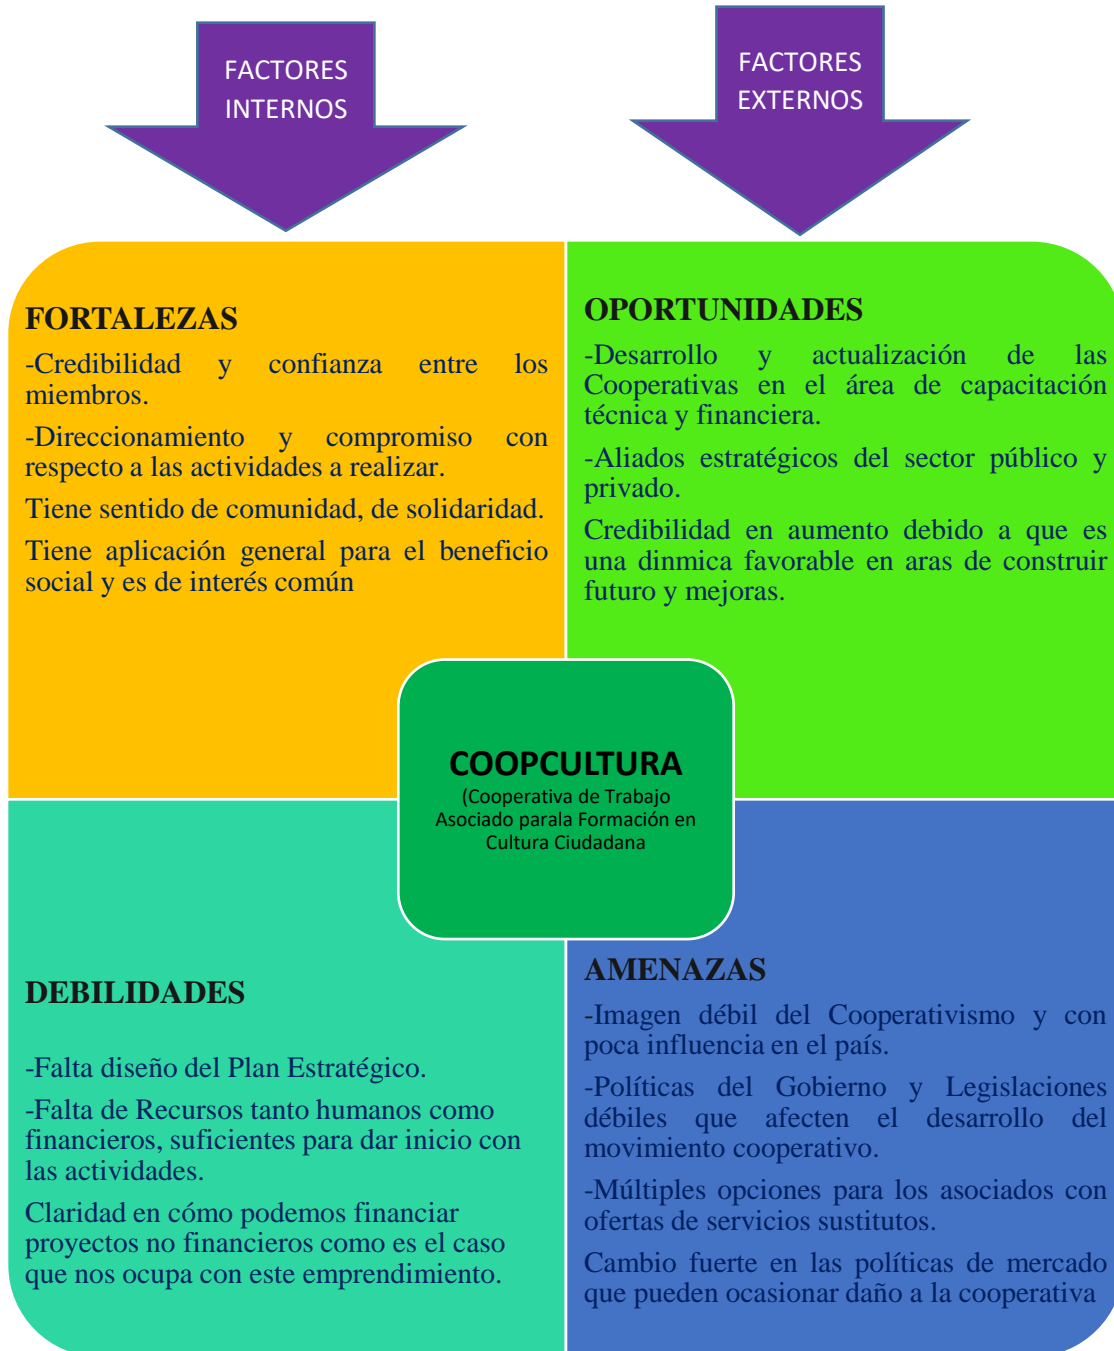 FACTORES
INTERNOS
FACTORES
EXTERNOS
FORTALEZAS
-Credibilidad y confianza entre los
miembros.
-Direccionamiento y compromiso con
respecto a las actividades a realizar.
Tiene sentido de comunidad, de solidaridad.
Tiene aplicación general para el beneficio
social y es de interés común
OPORTUNIDADES
-Desarrollo y actualización de las
Cooperativas en el área de capacitación
técnica y financiera.
-Aliados estratégicos del sector público y
privado.
Credibilidad en aumento debido a que es
una dinmica favorable en aras de construir
futuro y mejoras.
COOPCULTURA
(Cooperativa de Trabajo
Asociado parala Formación en
Cultura Ciudadana
DEBILIDADES
-Falta diseño del Plan Estratégico.
-Falta de Recursos tanto humanos como
financieros, suficientes para dar inicio con
las actividades.
Claridad en cómo podemos financiar
proyectos no financieros como es el caso
que nos ocupa con este emprendimiento.
AMENAZAS
-Imagen débil del Cooperativismo y con
poca influencia en el país.
-Políticas del Gobierno y Legislaciones
débiles que afecten el desarrollo del
movimiento cooperativo.
-Múltiples opciones para los asociados con
ofertas de servicios sustitutos.
Cambio fuerte en las políticas de mercado
que pueden ocasionar daño a la cooperativa